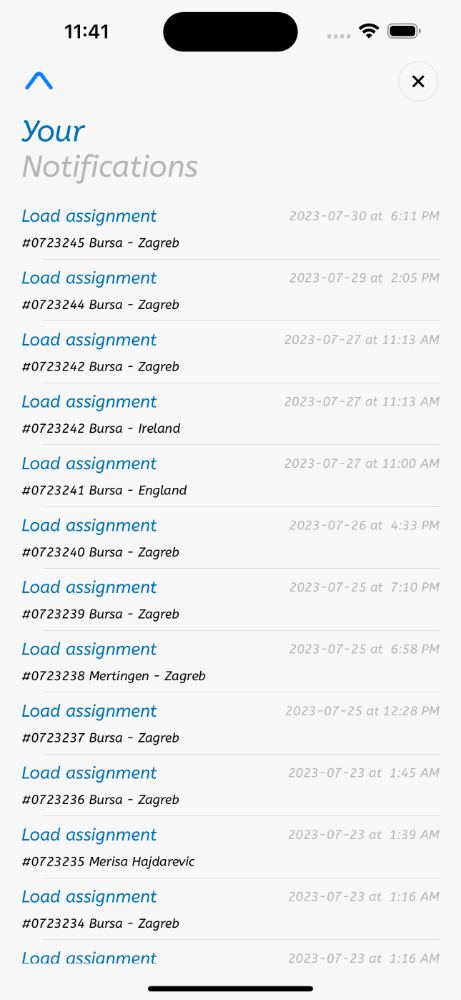 11:41
Your
Notifications
Load assignment 2023-07-30 at 6:11 PM
#0723245 Bursa - Zagreb
Load assignment 2023-07-29 at 2:05 PM
#0723244 Bursa - Zagreb
Load assignment 2023-07-27 at 11:13 AM
#0723242 Bursa - Zagreb
Load assignment 2023-07-27 at 11:13 AM
#0723242 Bursa - Ireland
Load assignment 2023-07-27 at 11:00 AM
#0723241 Bursa - England
Load assignment 2023-07-26 at 4:33 PM
#0723240 Bursa - Zagreb
Load assignment 2023-07-25 at 7:10 PM
#0723239 Bursa - Zagreb
Load assignment 2023-07-25 at 6:58 PM
#0723238 Mertingen - Zagreb
Load assignment 2023-07-25 at 12:28 PM
#0723237 Bursa - Zagreb
Load assignment 2023-07-23 at 1:45 AM
#0723236 Bursa - Zagreb
Load assignment 2023-07-23 at 1:39 AM
#0723235 Merisa Hajdarevic
Load assignment 2023-07-23 at 1:16 AM
#0723234 Bursa - Zagreb
Load assignment 2023-07-23 at 1:16 AM